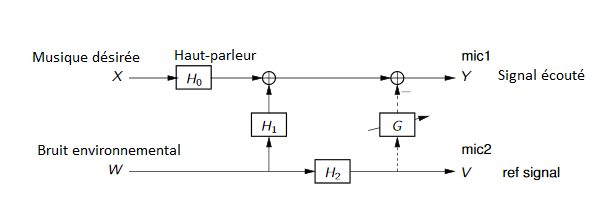 Musique désirée
Haut-parleur
mic1
X
H0
Y
Signal écouté
H1
G
Bruit environnemental
mic2
W
H2
V
ref signal